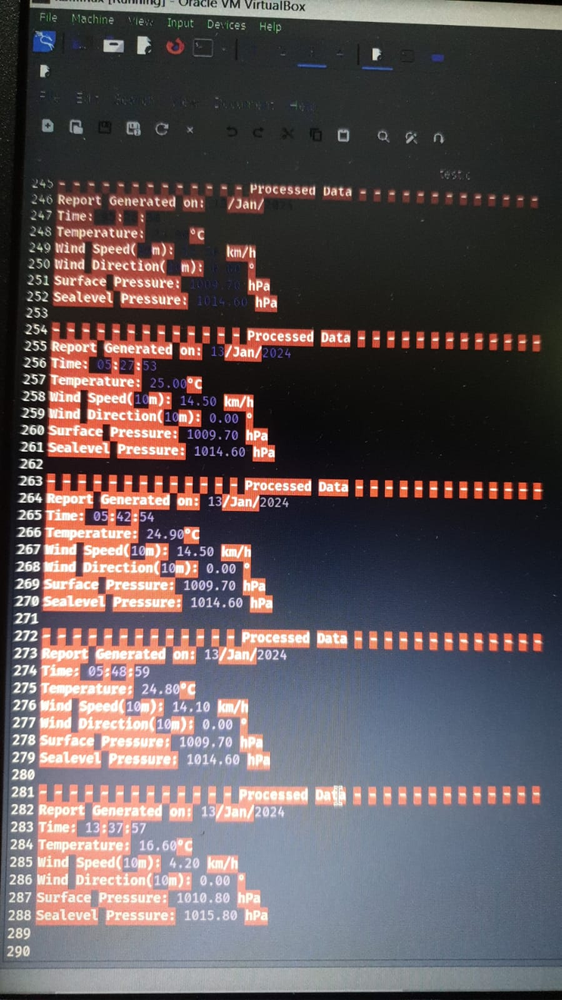 [Running] - Oracle VM VirtualBox
File Machine View Input Devices Help
test.c
245 - - - - - - - - - - - - - Processed Data - - - - - - - - - - - - -
246 Report Generated on: /Jan/
247 Time: : :
248 Temperature: °C
249 Wind Speed( m): km/h
250 Wind Direction( m): °
251 Surface Pressure: 1009.70 hPa
252 Sealevel Pressure: 1014.60 hPa
253
254 - - - - - - - - - - - - - Processed Data - - - - - - - - - - - - -
255 Report Generated on: 13/Jan/2024
256 Time: 05:27:53
257 Temperature: 25.00°C
258 Wind Speed(10m): 14.50 km/h
259 Wind Direction(10m): 0.00 °
260 Surface Pressure: 1009.70 hPa
261 Sealevel Pressure: 1014.60 hPa
262
263 - - - - - - - - - - - - - Processed Data - - - - - - - - - - - - -
264 Report Generated on: 13/Jan/2024
265 Time: 05:42:54
266 Temperature: 24.90°C
267 Wind Speed(10m): 14.50 km/h
268 Wind Direction(10m): 0.00 °
269 Surface Pressure: 1009.70 hPa
270 Sealevel Pressure: 1014.60 hPa
271
272 - - - - - - - - - - - - - Processed Data - - - - - - - - - - - - -
273 Report Generated on: 13/Jan/2024
274 Time: 05:48:59
275 Temperature: 24.80°C
276 Wind Speed(10m): 14.10 km/h
277 Wind Direction(10m): 0.00 °
278 Surface Pressure: 1009.70 hPa
279 Sealevel Pressure: 1014.60 hPa
280
281 - - - - - - - - - - - - - Processed Data - - - - - - - - - - - - -
282 Report Generated on: 13/Jan/2024
283 Time: 13:37:57
284 Temperature: 16.60°C
285 Wind Speed(10m): 4.20 km/h
286 Wind Direction(10m): 0.00 °
287 Surface Pressure: 1010.80 hPa
288 Sealevel Pressure: 1015.80 hPa
289
290